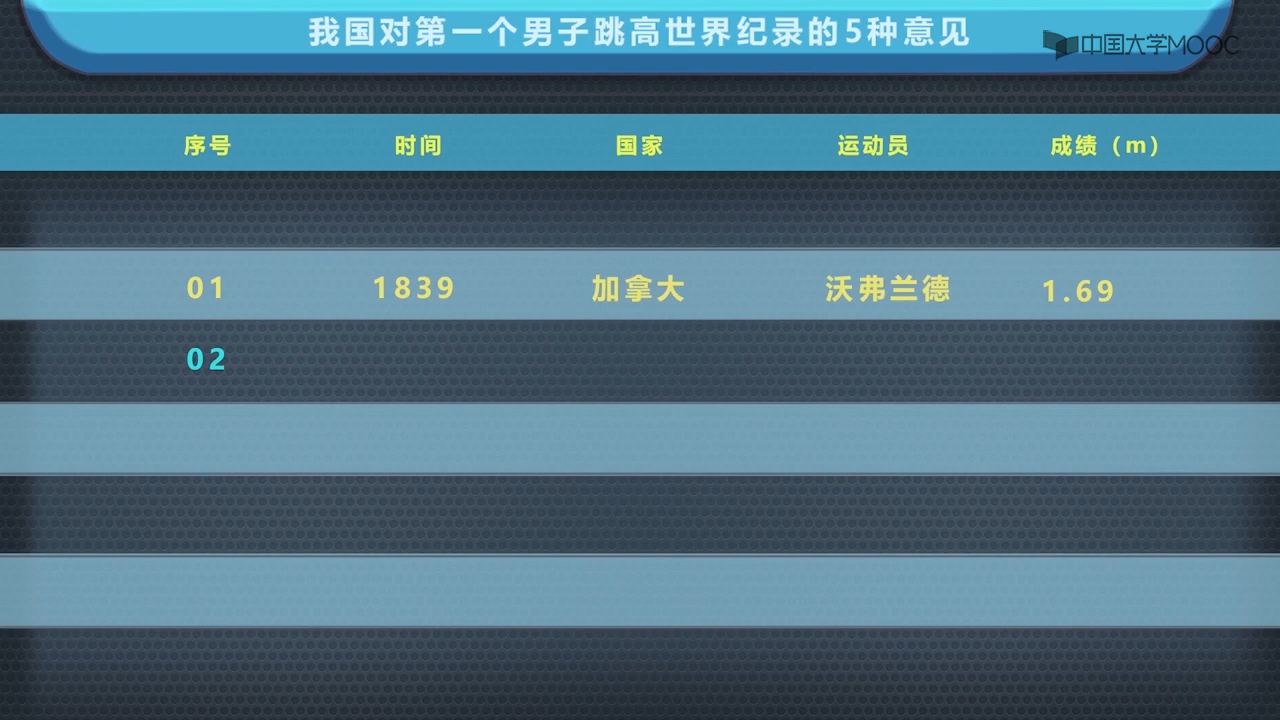 我国对第一个男子跳高世界纪录的5种意见
中国大学MOOC
序号 时间 国家 运动员 成绩（m）
01 1839 加拿大 沃弗兰德 1.69
02